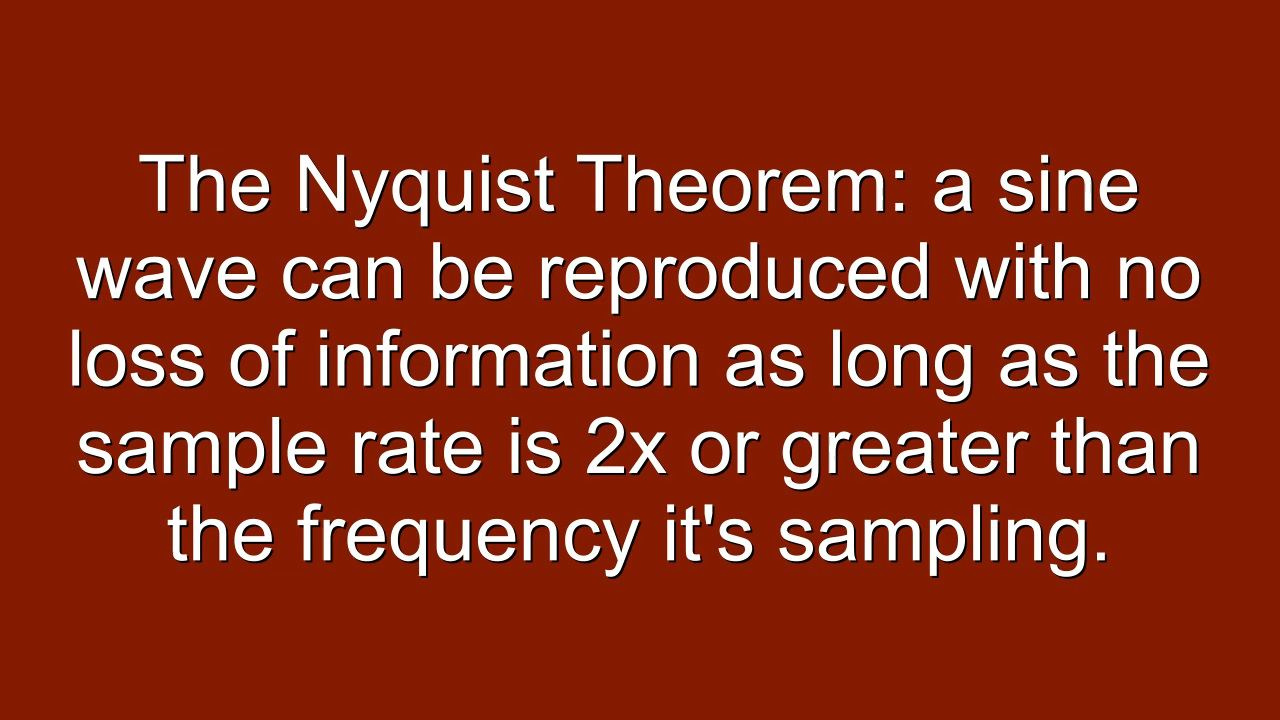 The Nyquist Theorem: a sine
wave can be reproduced with no
loss of information as long as the
sample rate is 2x or greater than
the frequency it's sampling.